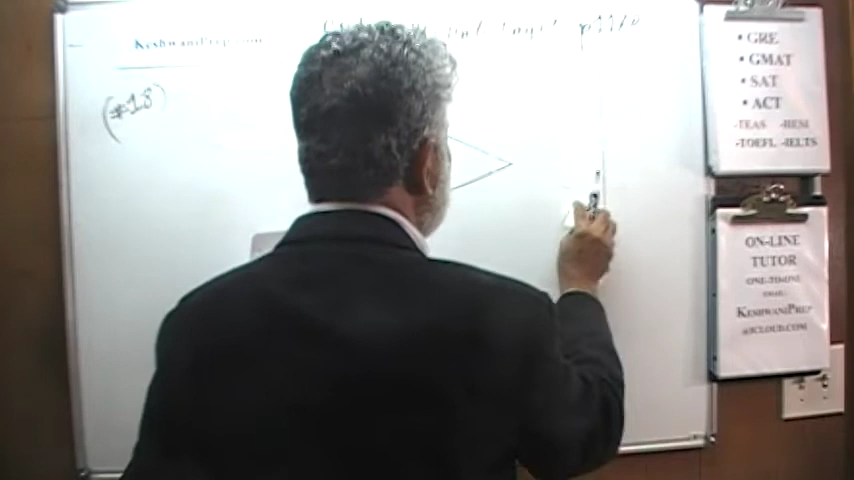 KeshwaniPrep.com
(#18)
• GRE
• GMAT
• SAT
• ACT
-TEAS -HESI
-TOEFL -IELTS
ON-LINE
TUTOR
ONE-TO-ONE
EMAIL:
KESHWANIPREP
@ICLOUD.COM